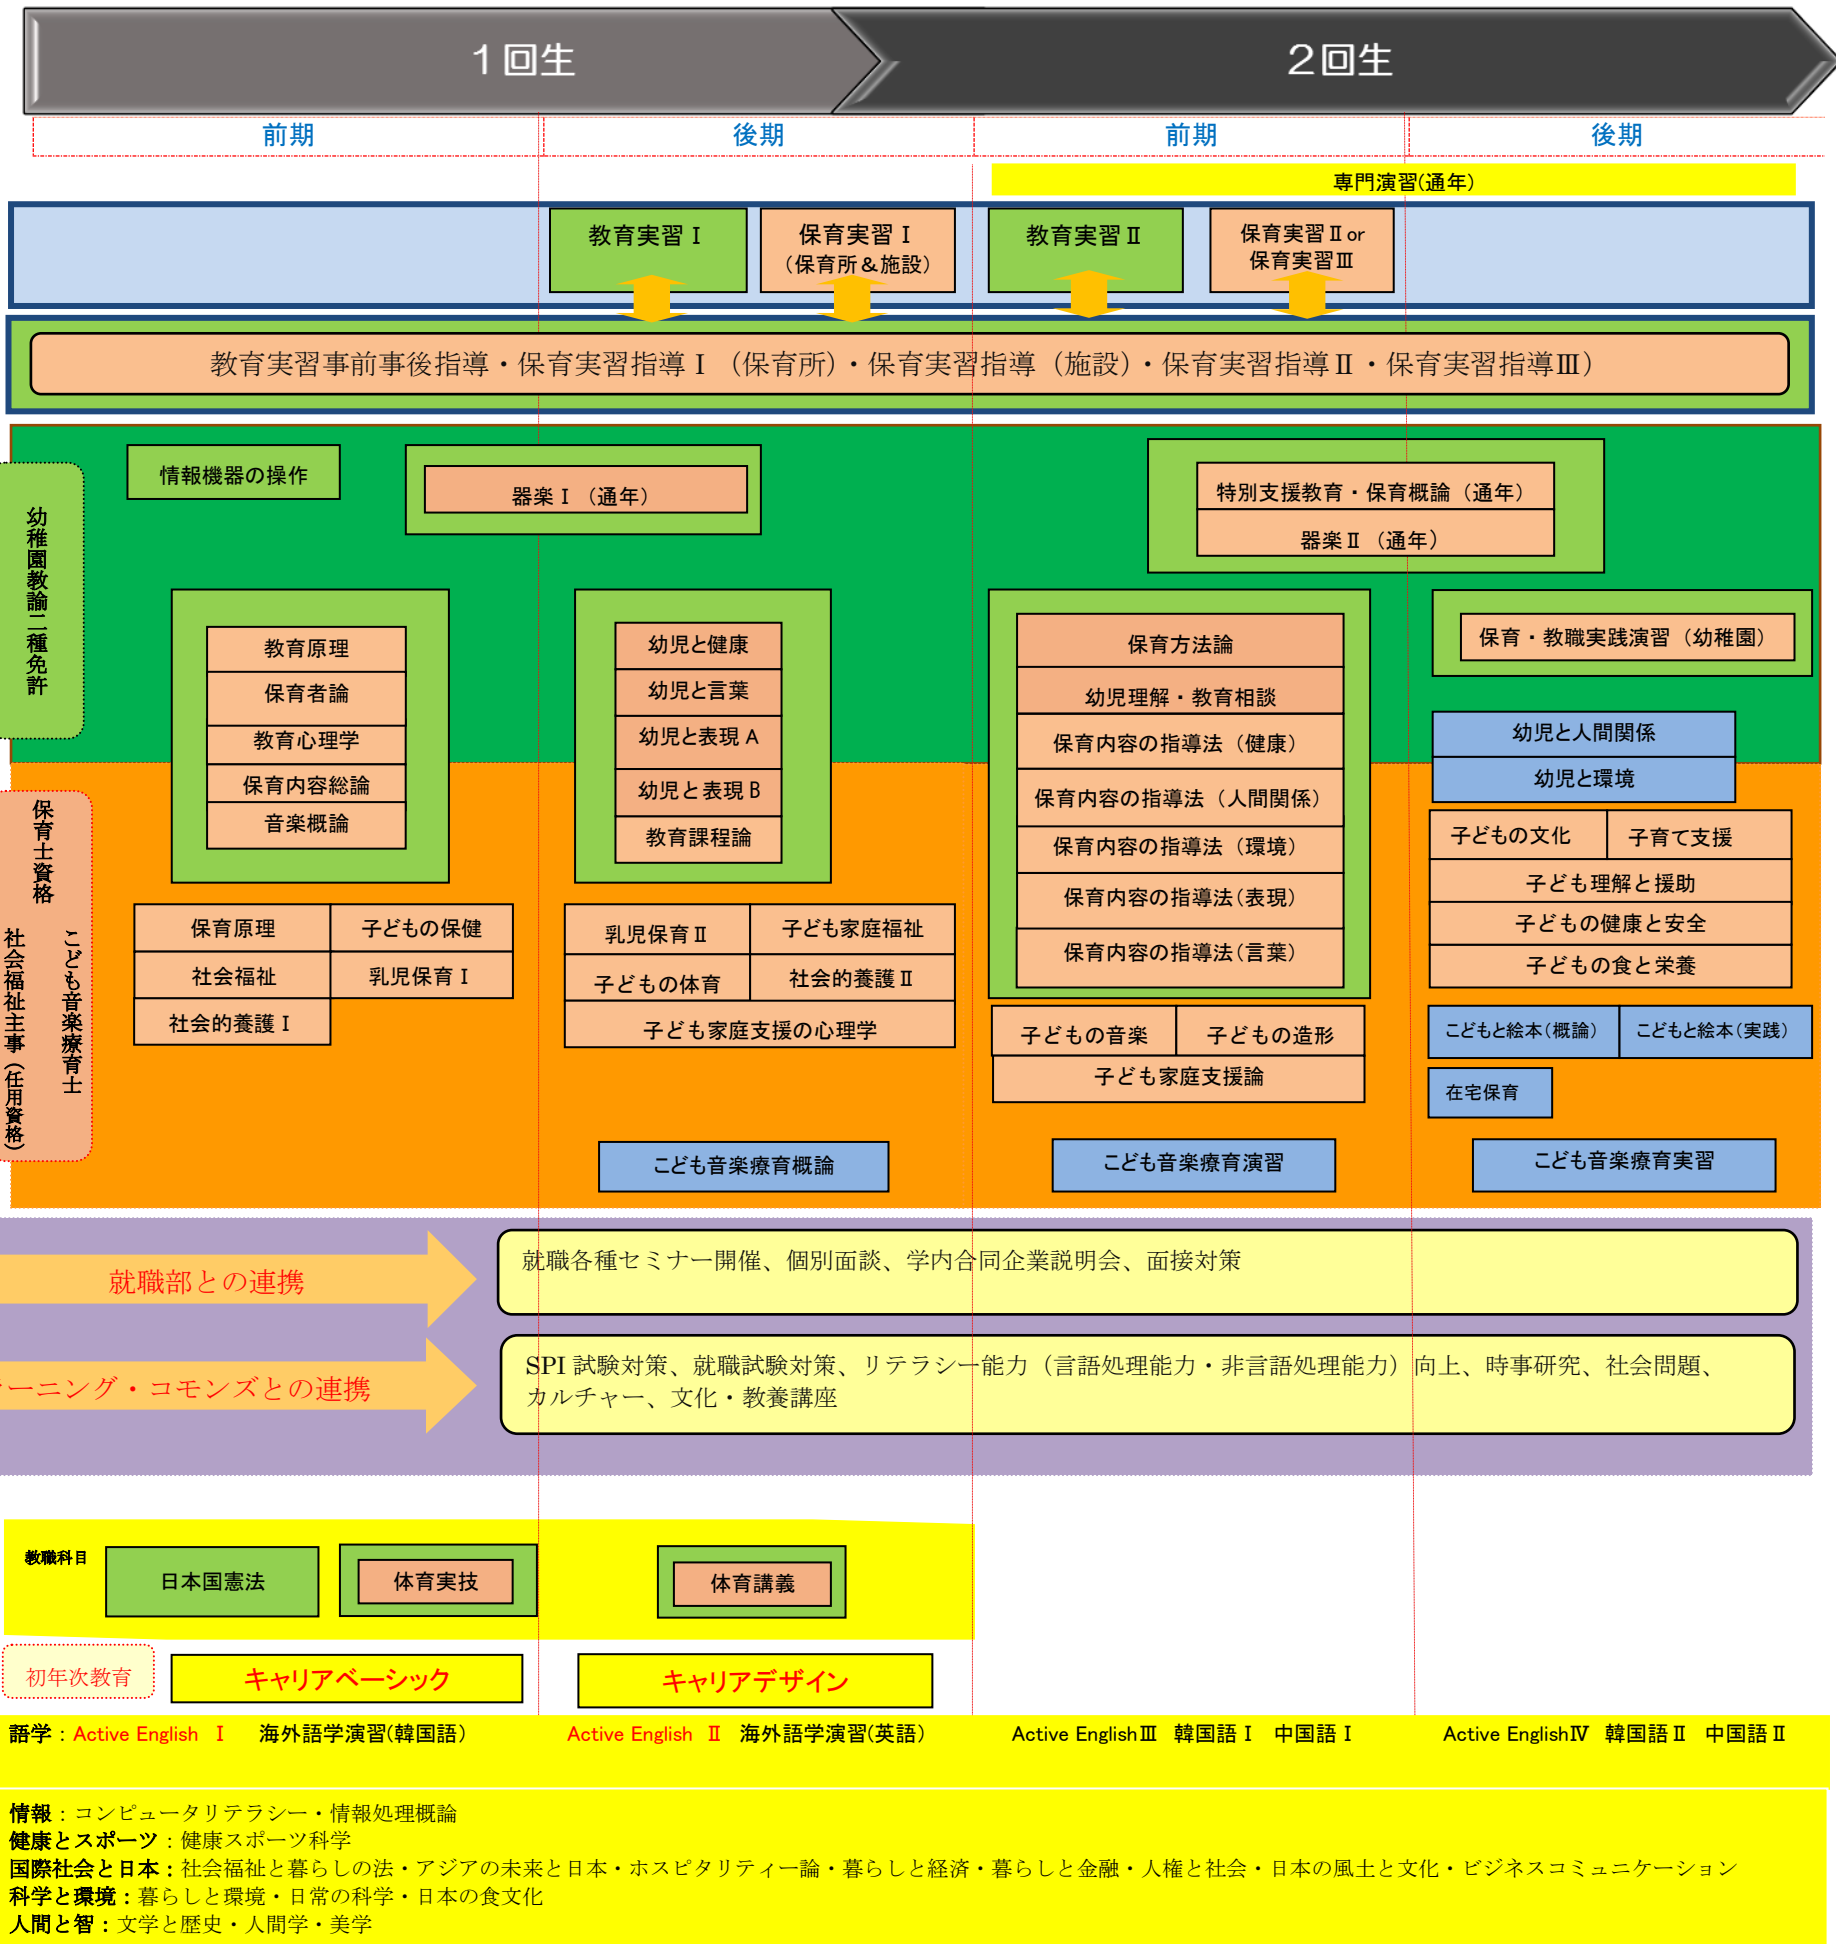 1回生
2回生
前期
後期
前期
後期
専門演習(通年)
教育実習Ⅰ
保育実習Ⅰ
(保育所&施設)
教育実習Ⅱ
保育実習Ⅱor
保育実習Ⅲ
教育実習事前事後指導・保育実習指導Ⅰ（保育所）・保育実習指導（施設）・保育実習指導Ⅱ・保育実習指導Ⅲ）
幼稚園教諭二種免許
情報機器の操作
器楽Ⅰ（通年）
特別支援教育・保育概論（通年）
器楽Ⅱ（通年）
教育原理
保育者論
教育心理学
保育内容総論
音楽概論
幼児と健康
幼児と言葉
幼児と表現A
幼児と表現B
教育課程論
保育方法論
幼児理解・教育相談
保育内容の指導法（健康）
保育内容の指導法（人間関係）
保育内容の指導法（環境）
保育内容の指導法(表現)
保育内容の指導法(言葉)
保育・教職実践演習（幼稚園）
幼児と人間関係
幼児と環境
保育士資格
こども音楽療育士
社会福祉主事（任用資格）
保育原理
子どもの保健
社会福祉
乳児保育Ⅰ
社会的養護Ⅰ
乳児保育Ⅱ
子ども家庭福祉
子どもの体育
社会的養護Ⅱ
子ども家庭支援の心理学
子どもの音楽
子どもの造形
子ども家庭支援論
子どもの文化
子育て支援
子ども理解と援助
子どもの健康と安全
子どもの食と栄養
こどもと絵本(概論)
こどもと絵本(実践)
在宅保育
こども音楽療育概論
こども音楽療育演習
こども音楽療育実習
就職部との連携
就職各種セミナー開催、個別面談、学内合同企業説明会、面接対策
ーニング・コモンズとの連携
SPI試験対策、就職試験対策、リテラシー能力（言語処理能力・非言語処理能力）向上、時事研究、社会問題、
カルチャー、文化・教養講座
教職科目
日本国憲法
体育実技
体育講義
初年次教育
キャリアベーシック
キャリアデザイン
語学：Active English Ⅰ 海外語学演習(韓国語) Active English Ⅱ 海外語学演習(英語) Active EnglishⅢ 韓国語Ⅰ 中国語Ⅰ Active EnglishⅣ 韓国語Ⅱ 中国語Ⅱ
情報：コンピュータリテラシー・情報処理概論
健康とスポーツ：健康スポーツ科学
国際社会と日本：社会福祉と暮らしの法・アジアの未来と日本・ホスピタリティー論・暮らしと経済・暮らしと金融・人権と社会・日本の風土と文化・ビジネスコミュニケーション
科学と環境：暮らしと環境・日常の科学・日本の食文化
人間と智：文学と歴史・人間学・美学